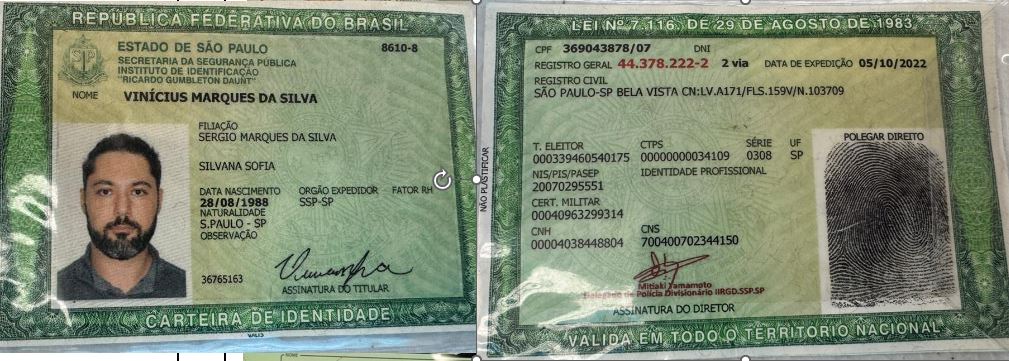 REPÚBLICA FEDERATIVA DO BRASIL
ESTADO DE SÃO PAULO
8610-8
SECRETARIA DA SEGURANÇA PÚBLICA
INSTITUTO DE IDENTIFICAÇÃO
"RICARDO GUMBLETON DAUNT"
NOME VINÍCIUS MARQUES DA SILVA
FILIAÇÃO
SERGIO MARQUES DA SILVA
SILVANA SOFIA
DATA NASCIMENTO ORGÃO EXPEDIDOR FATOR RH
28/08/1988 SSP-SP
NATURALIDADE
S.PAULO - SP
OBSERVAÇÃO
36765163
ASSINATURA DO TITULAR
CARTEIRA DE IDENTIDADE
NÃO PLASTIFICAR
LEI Nº 7.116, DE 29 DE AGOSTO DE 1983
CPF 369043878/07 DNI
REGISTRO GERAL 44.378.222-2 2 via DATA DE EXPEDIÇÃO 05/10/2022
REGISTRO CIVIL
SÃO PAULO-SP BELA VISTA CN:LV.A171/FLS.159V/N.103709
POLEGAR DIREITO
T. ELEITOR CTPS SÉRIE UF
000339460540175 00000000034109 0308 SP
NIS/PIS/PASEP IDENTIDADE PROFISSIONAL
20070295551
CERT. MILITAR
00040963299314
CNH CNS
00004038448804 700400702344150
Mitiaki Yamamoto
Delegado de Polícia Divisionário IIRGD.SSP.SP
ASSINATURA DO DIRETOR
VÁLIDA EM TODO O TERRITÓRIO NACIONAL